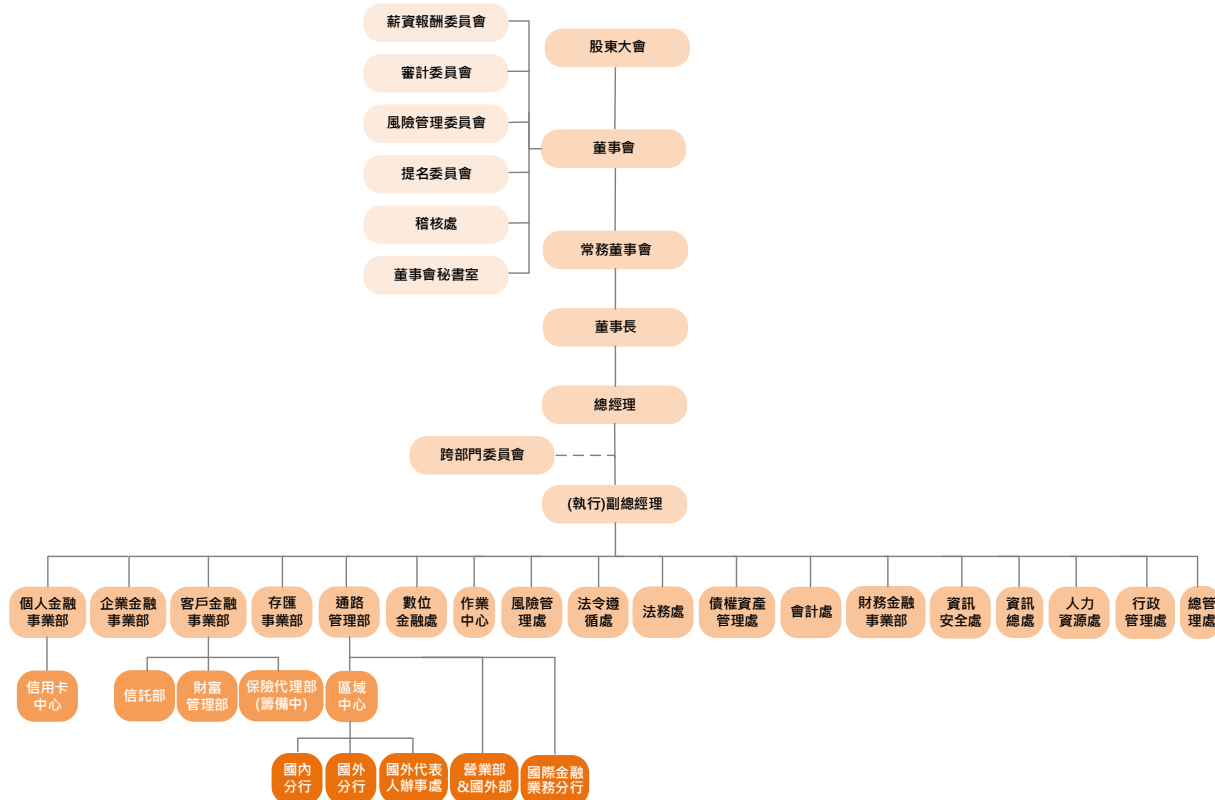 薪資報酬委員會
股東大會
審計委員會
風險管理委員會
董事會
提名委員會
稽核處
常務董事會
董事會秘書室
董事長
總經理
跨部門委員會
(執行)副總經理
個人金融
事業部
企業金融
事業部
客戶金融
事業部
存匯
事業部
通路
管理部
數位
金融處
作業
中心
風險管
理處
法令遵
循處
法務處
債權資產
管理處
會計處
財務金融
事業部
資訊
安全處
資訊
總處
人力
資源處
行政
管理處
總管
理處
信用卡
中心
信託部
財富
管理部
保險代理部
(籌備中)
區域
中心
國內
分行
國外
分行
國外代表
人辦事處
營業部
&國外部
國際金融
業務分行